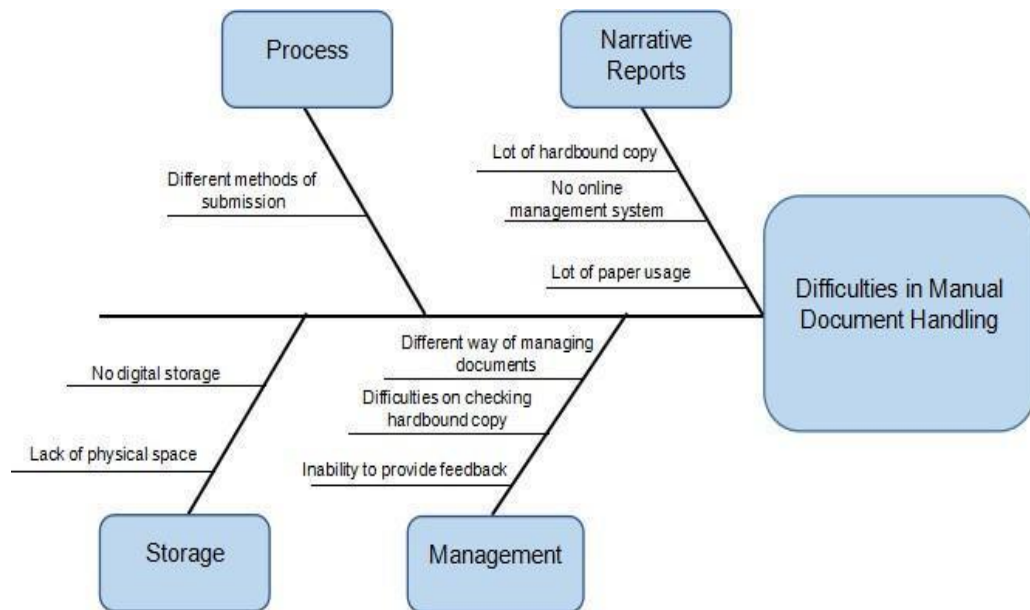 Process
Narrative
Reports
Lot of hardbound copy
Different methods of
submission
No online
management system
Lot of paper usage
Difficulties in Manual
Document Handling
Different way of managing
documents
No digital storage
Difficulties on checking
hardbound copy
Lack of physical space
Inability to provide feedback
Storage
Management